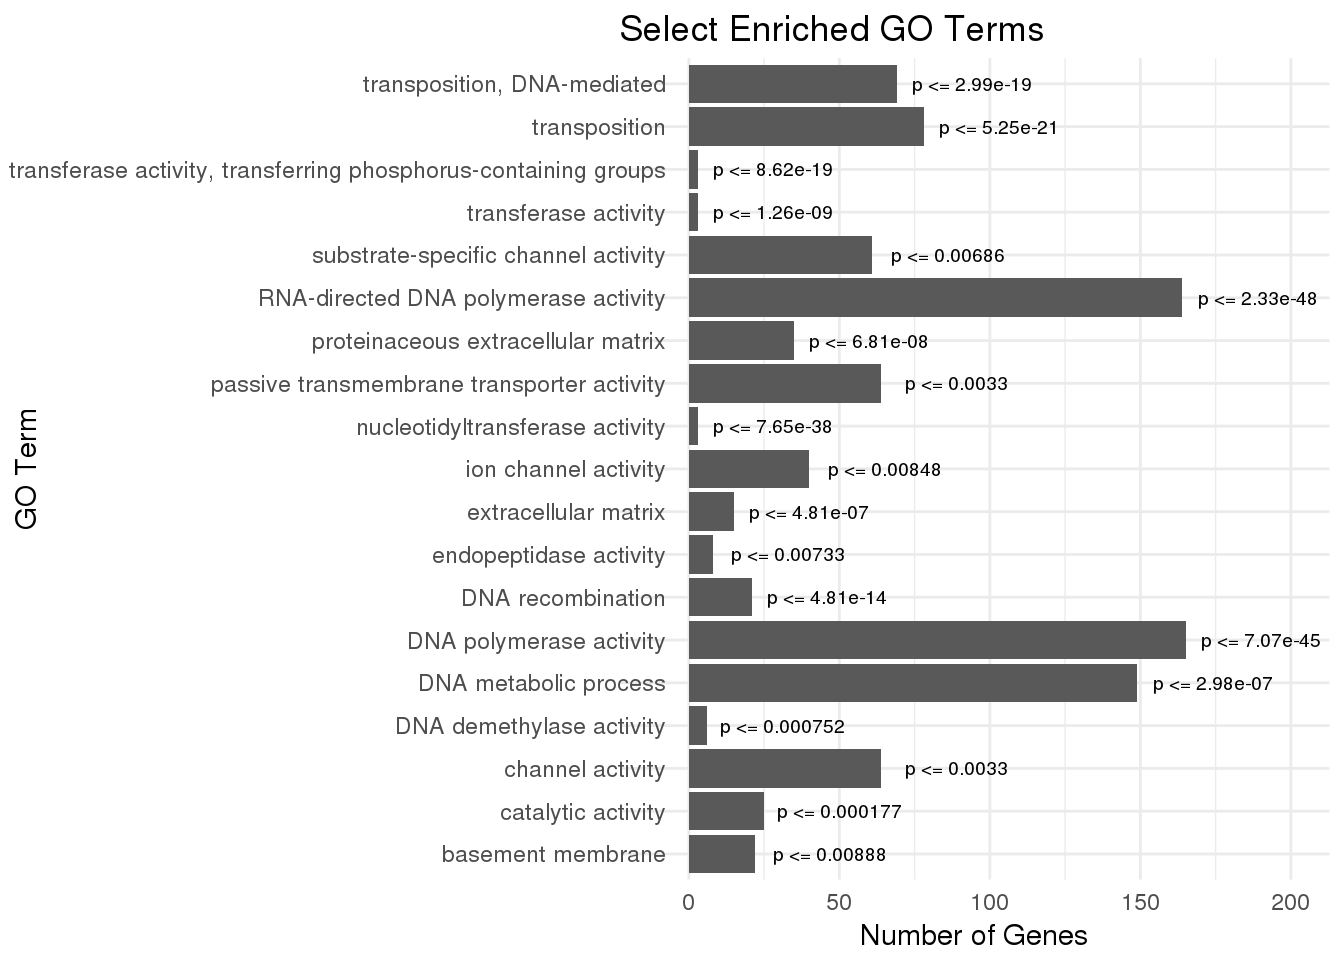 Select Enriched GO Terms
transposition, DNA-mediated p <= 2.99e-19
transposition p <= 5.25e-21
transferase activity, transferring phosphorus-containing groups p <= 8.62e-19
transferase activity p <= 1.26e-09
substrate-specific channel activity p <= 0.00686
RNA-directed DNA polymerase activity p <= 2.33e-48
proteinaceous extracellular matrix p <= 6.81e-08
passive transmembrane transporter activity p <= 0.0033
nucleotidyltransferase activity p <= 7.65e-38
ion channel activity p <= 0.00848
extracellular matrix p <= 4.81e-07
endopeptidase activity p <= 0.00733
DNA recombination p <= 4.81e-14
DNA polymerase activity p <= 7.07e-45
DNA metabolic process p <= 2.98e-07
DNA demethylase activity p <= 0.000752
channel activity p <= 0.0033
catalytic activity p <= 0.000177
basement membrane p <= 0.00888
GO Term
0 50 100 150 200
Number of Genes